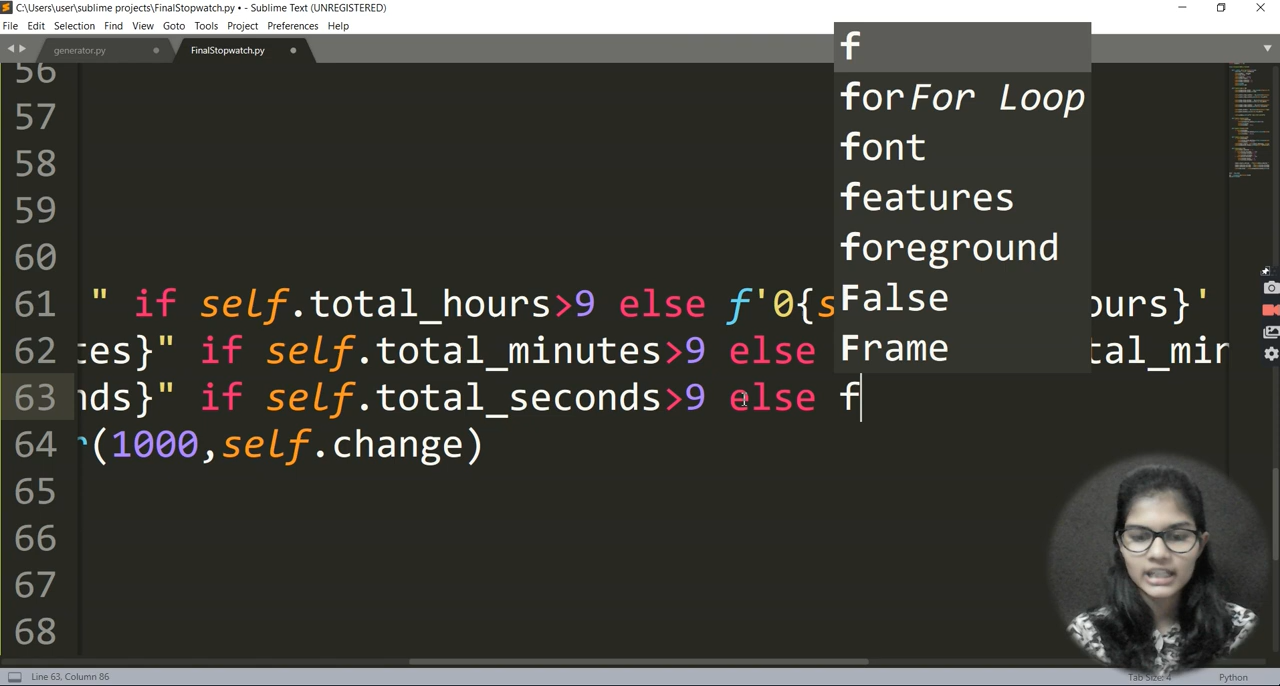 C:\Users\user\sublime projects\FinalStopwatch.py • - Sublime Text (UNREGISTERED)
File Edit Selection Find View Goto Tools Project Preferences Help
generator.py FinalStopwatch.py
f
for For Loop
font
features
foreground
False
Frame
56
57
58
59
60
61 " if self.total_hours>9 else f'0{s ours}'
62 tes}" if self.total_minutes>9 else tal_min
63 nds}" if self.total_seconds>9 else f
64 r(1000,self.change)
65
66
67
68
Line 63, Column 86 Tab Size: 4 Python